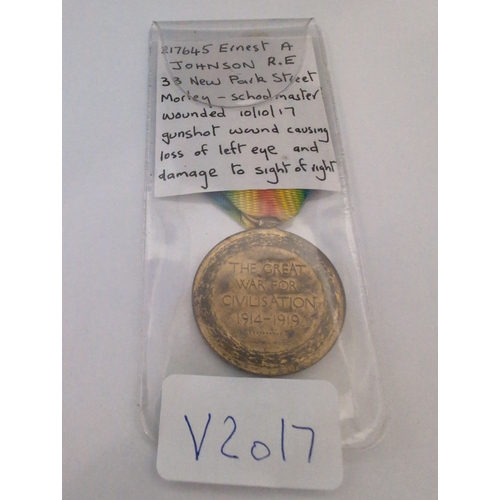 217645 Ernest A
JOHNSON R.E
33 New Park Street
Morley - schoolmaster
wounded 10/10/17
gunshot wound causing
loss of left eye and
damage to sight of right
THE GREAT
WAR FOR
CIVILISATION
1914-1919
V2017